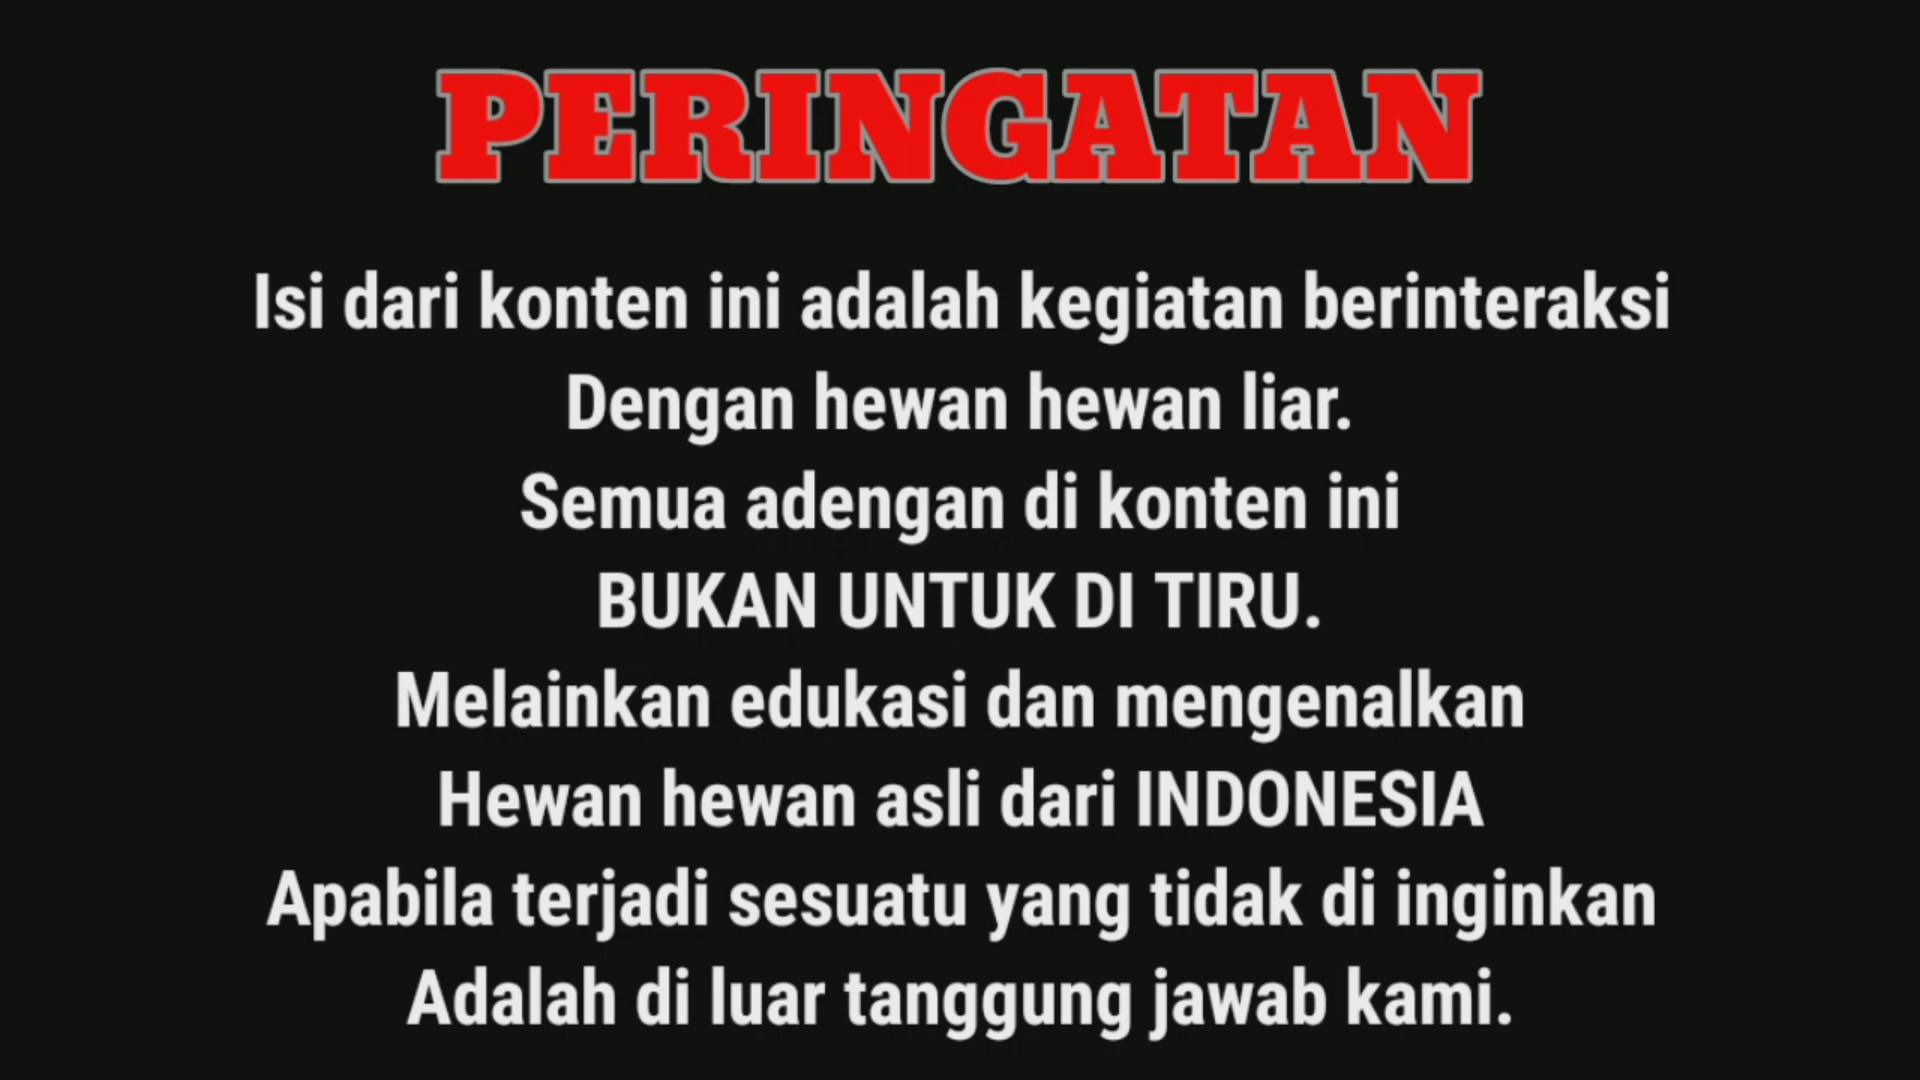 PERINGATAN
Isi dari konten ini adalah kegiatan berinteraksi
Dengan hewan hewan liar.
Semua adengan di konten ini
BUKAN UNTUK DI TIRU.
Melainkan edukasi dan mengenalkan
Hewan hewan asli dari INDONESIA
Apabila terjadi sesuatu yang tidak di inginkan
Adalah di luar tanggung jawab kami.